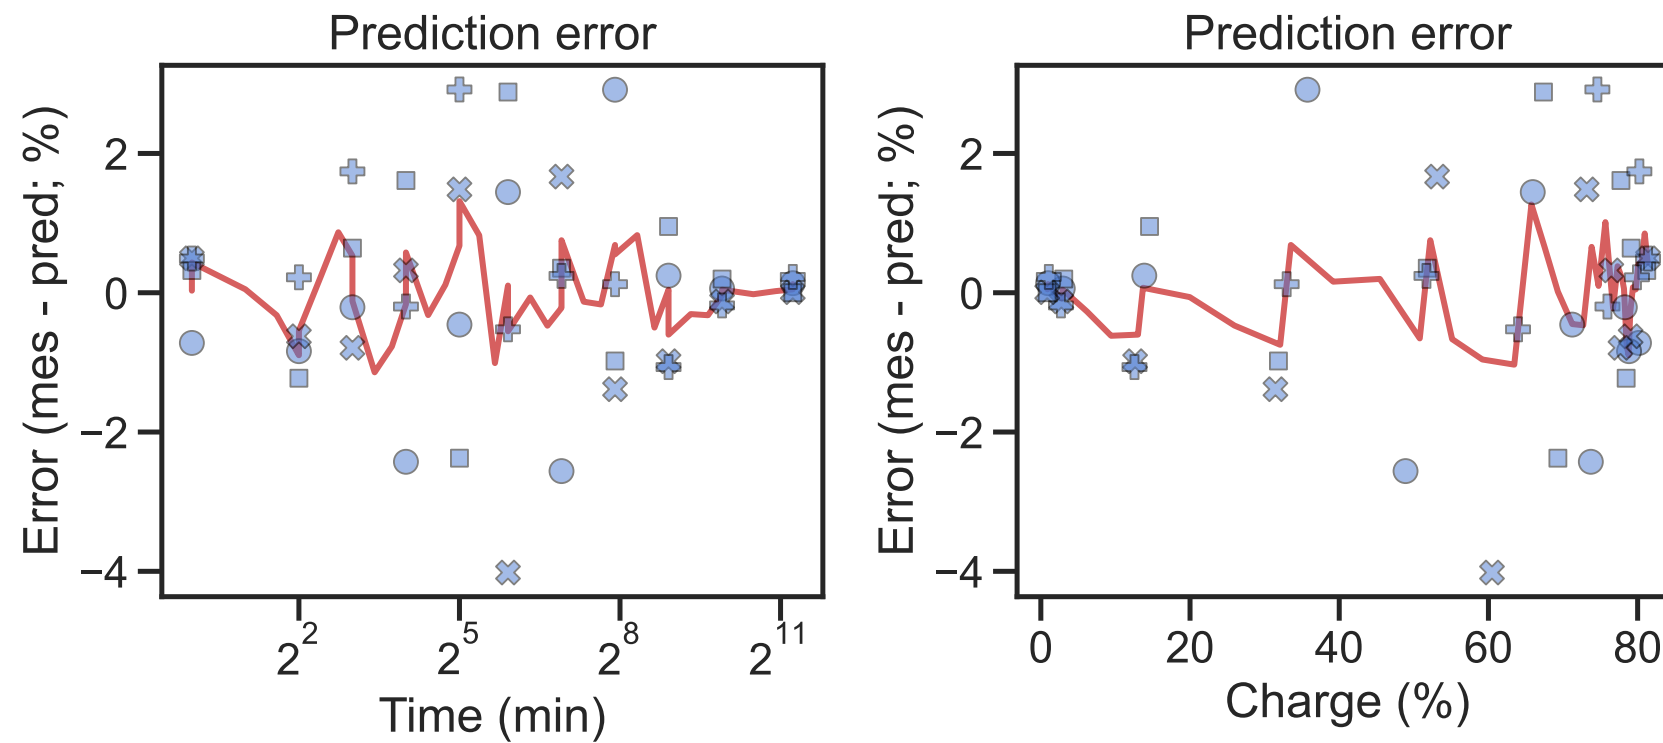 Prediction error
Error (mes - pred; %)
2
0
−2
−4
2^2
2^5
2^8
2^11
Time (min)
Prediction error
Error (mes - pred; %)
2
0
−2
−4
0
20
40
60
80
Charge (%)